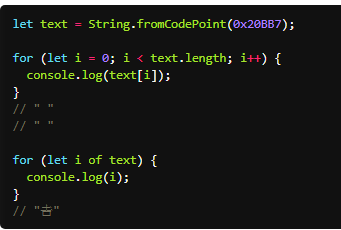 let text = String.fromCodePoint(0x20BB7);
for (let i = 0; i < text.length; i++) {
  console.log(text[i]);
}
// " "
// " "
for (let i of text) {
  console.log(i);
}
// "𠮷"